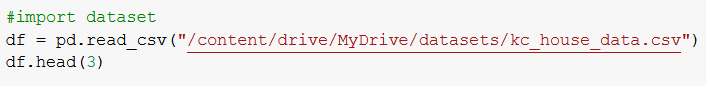 #import dataset
df = pd.read_csv("/content/drive/MyDrive/datasets/kc_house_data.csv")
df.head(3)